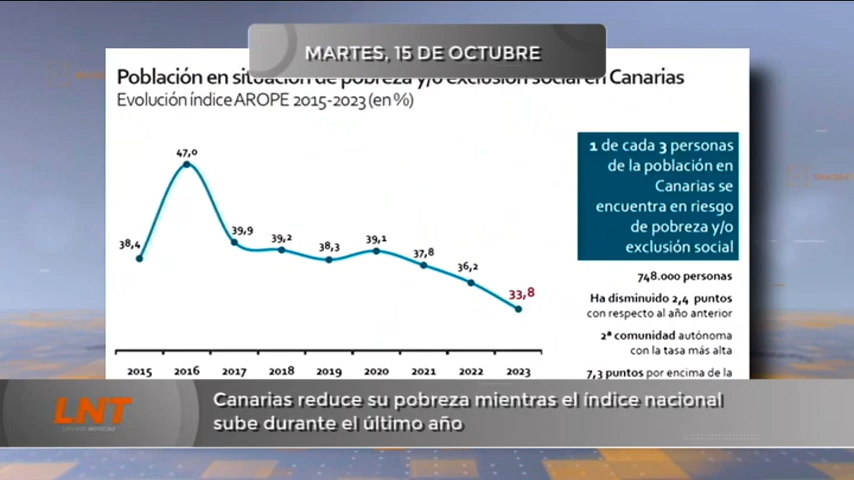 MARTES, 15 DE OCTUBRE
Población en situación de pobreza y/o exclusión social en Canarias
Evolución índice AROPE 2015-2023 (en %)
1 de cada 3 personas
de la población en
Canarias se
encuentra en riesgo
de pobreza y/o
exclusión social
47,0
38,4
39,9
39,2
38,3
39,1
37,8
36,2
33,8
748.000 personas
Ha disminuido 2,4 puntos
con respecto al año anterior
2ª comunidad autónoma
con la tasa más alta
7,3 puntos por encima de la
2015 2016 2017 2018 2019 2020 2021 2022 2023
LNT
Canarias reduce su pobreza mientras el índice nacional
sube durante el último año